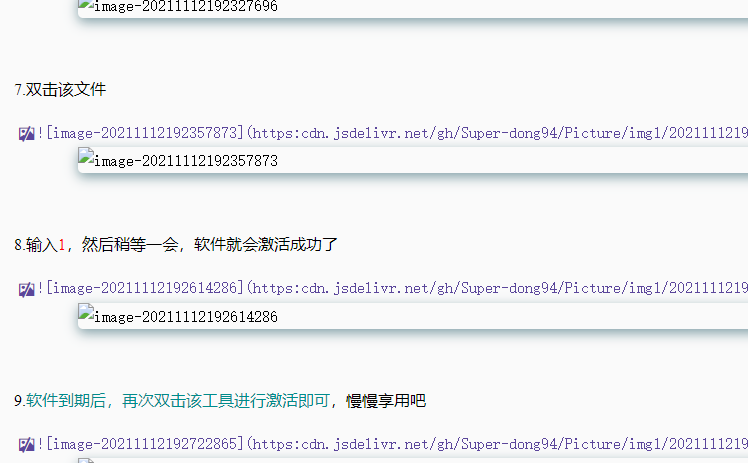 image-20211112192327696
7.双击该文件
![image-20211112192357873](https:cdn.jsdelivr.net/gh/Super-dong94/Picture/img1/2021111219
image-20211112192357873
8.输入1，然后稍等一会，软件就会激活成功了
![image-20211112192614286](https:cdn.jsdelivr.net/gh/Super-dong94/Picture/img1/2021111219
image-20211112192614286
9.软件到期后，再次双击该工具进行激活即可，慢慢享用吧
![image-20211112192722865](https:cdn.jsdelivr.net/gh/Super-dong94/Picture/img1/2021111219